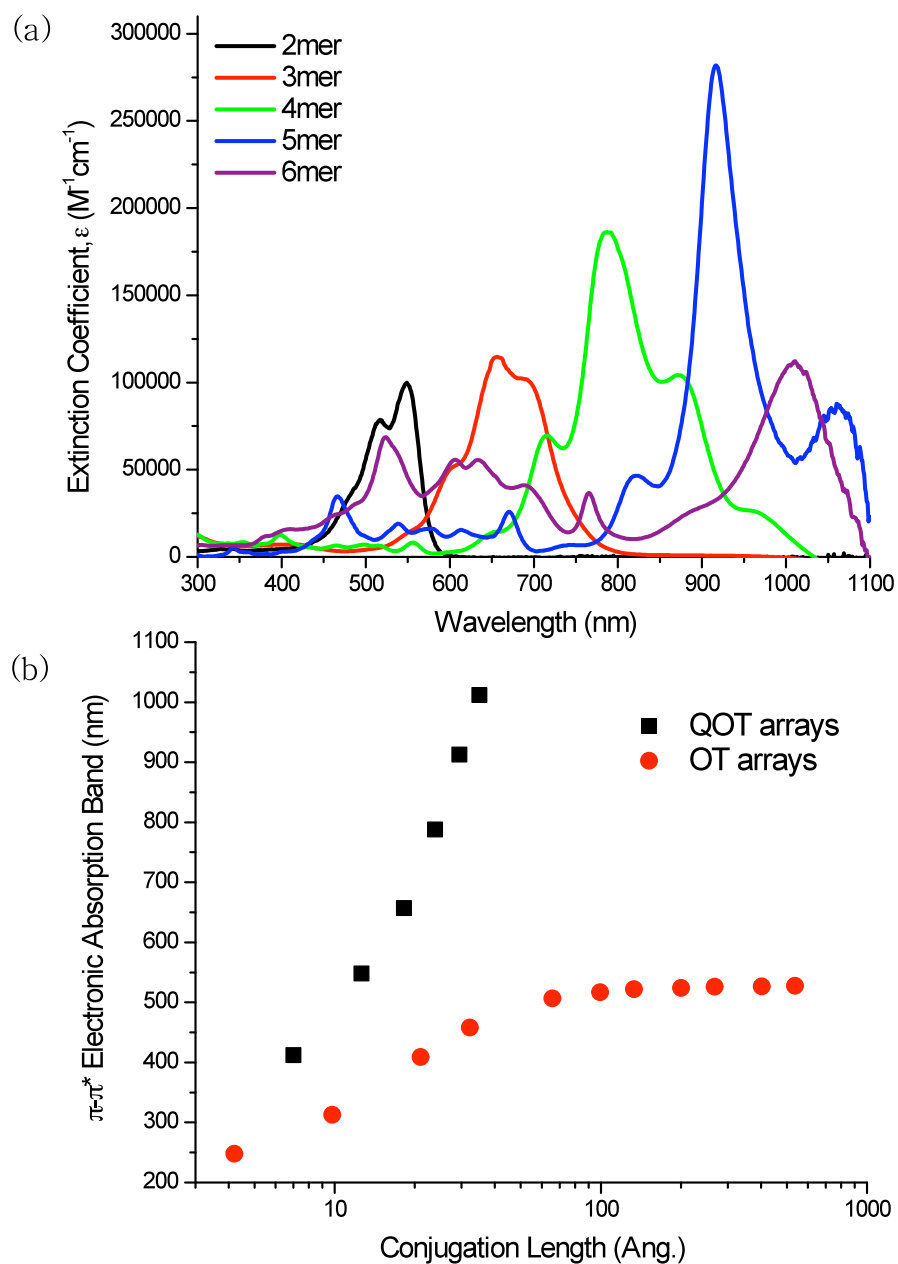 (a)
300000
250000
200000
150000
100000
50000
0
Extinction Coefficient, ε (M⁻¹cm⁻¹)
2mer
3mer
4mer
5mer
6mer
300 400 500 600 700 800 900 1000 1100
Wavelength (nm)
(b)
1100
1000
900
800
700
600
500
400
300
200
π-π* Electronic Absorption Band (nm)
QOT arrays
OT arrays
10 100 1000
Conjugation Length (Ang.)